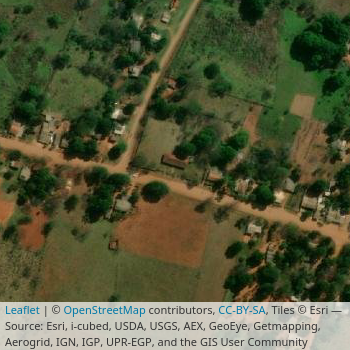 Leaflet | © OpenStreetMap contributors, CC-BY-SA, Tiles © Esri —
Source: Esri, i-cubed, USDA, USGS, AEX, GeoEye, Getmapping,
Aerogrid, IGN, IGP, UPR-EGP, and the GIS User Community